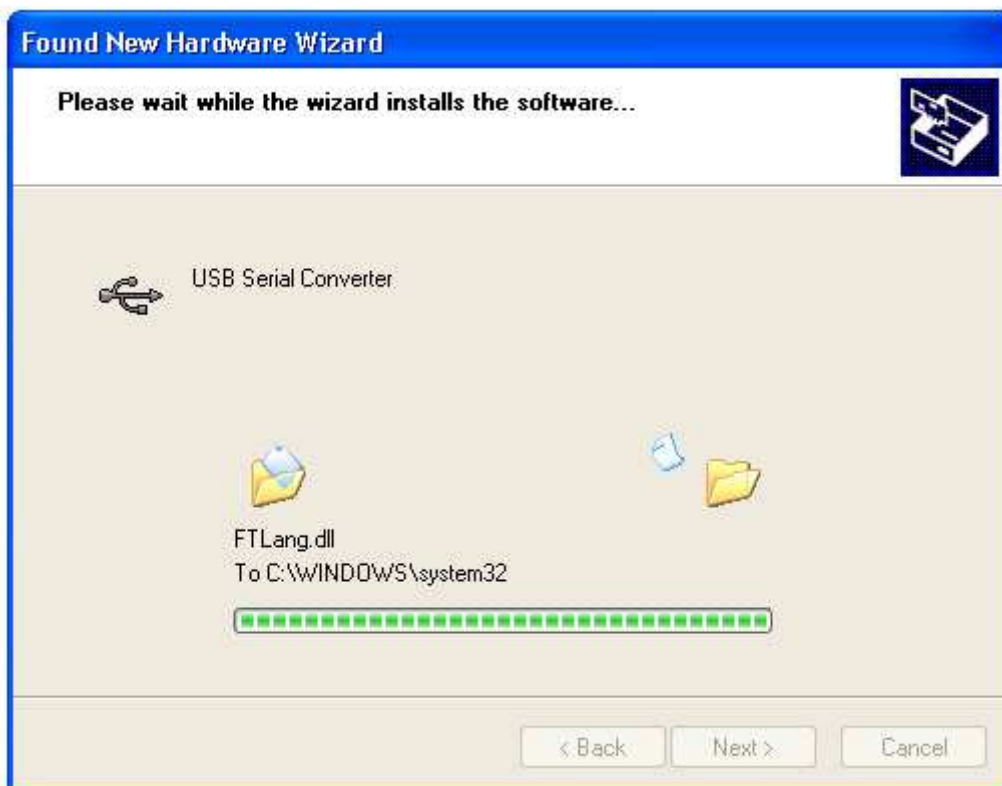 Found New Hardware Wizard
Please wait while the wizard installs the software...
USB Serial Converter
FTLang.dll
To C:\WINDOWS\system32
< Back
Next >
Cancel